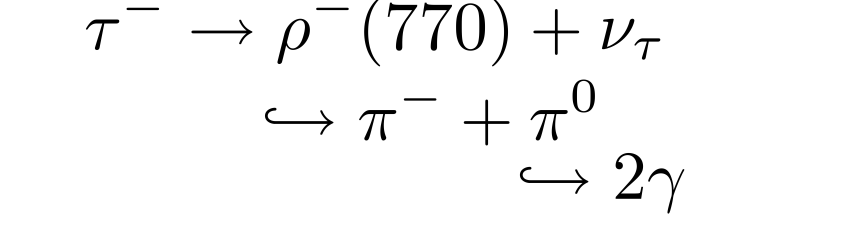 τ⁻ → ρ⁻(770) + ν_τ
↪ π⁻ + π⁰
↪ 2γ